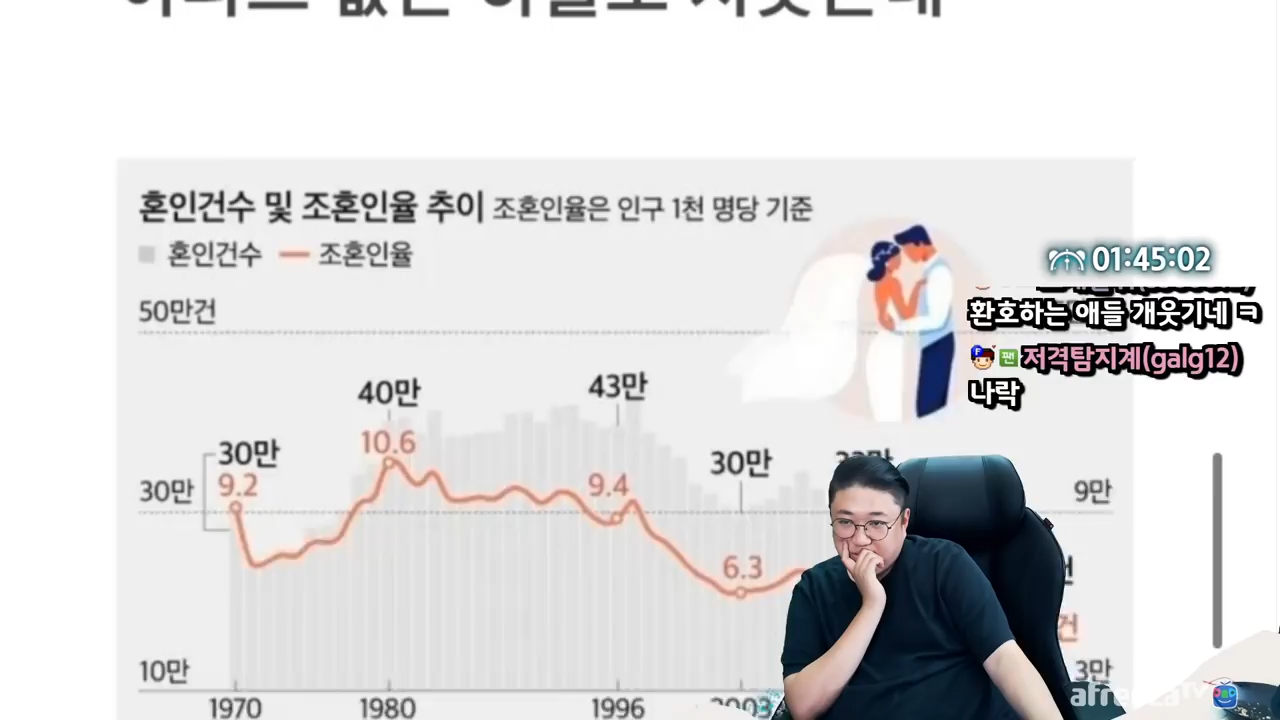 혼인건수 및 조혼인율 추이 조혼인율은 인구 1천 명당 기준
혼인건수 조혼인율
50만건
30만
10만
30만
9.2
40만
10.6
43만
9.4
30만
6.3
9만
3만
1970 1980 1996 2003
01:45:02
환호하는 애들 개웃기네 ㅋ
팬 저격탐지계(galg12)
나락
afreecaTV